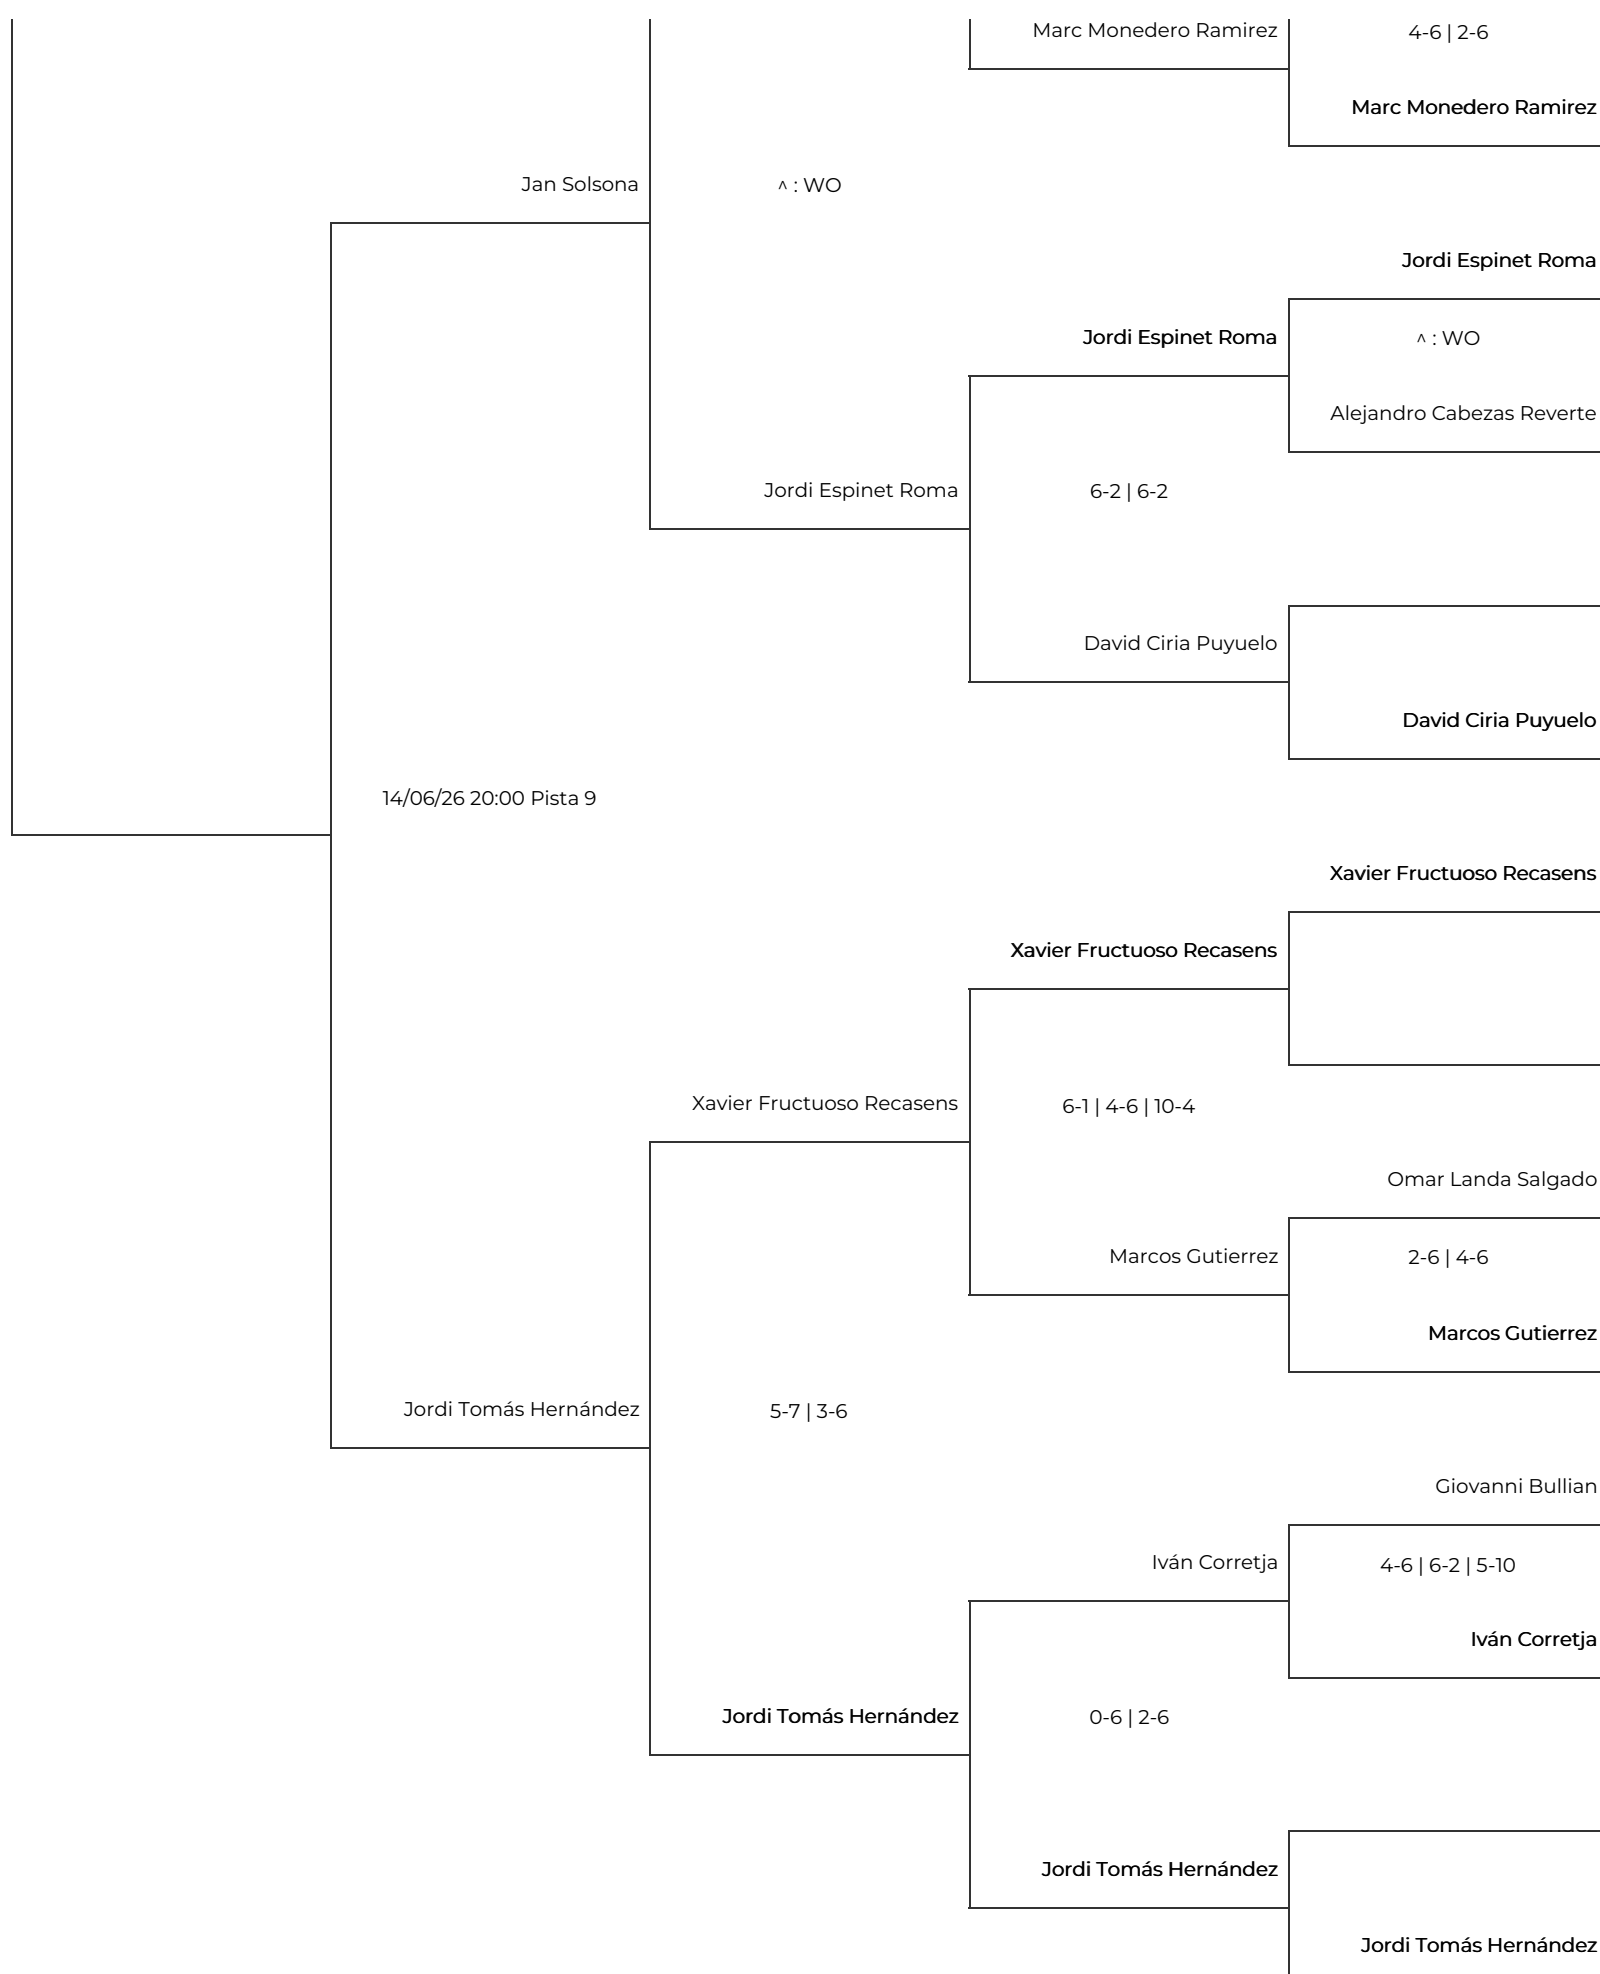 Marc Monedero Ramirez
4-6 | 2-6
Marc Monedero Ramirez
Jan Solsona
^ : WO
Jordi Espinet Roma
Jordi Espinet Roma
^ : WO
Alejandro Cabezas Reverte
Jordi Espinet Roma
6-2 | 6-2
David Ciria Puyuelo
David Ciria Puyuelo
14/06/26 20:00 Pista 9
Xavier Fructuoso Recasens
Xavier Fructuoso Recasens
Xavier Fructuoso Recasens
6-1 | 4-6 | 10-4
Omar Landa Salgado
Marcos Gutierrez
2-6 | 4-6
Marcos Gutierrez
Jordi Tomás Hernández
5-7 | 3-6
Giovanni Bullian
Iván Corretja
4-6 | 6-2 | 5-10
Iván Corretja
Jordi Tomás Hernández
0-6 | 2-6
Jordi Tomás Hernández
Jordi Tomás Hernández